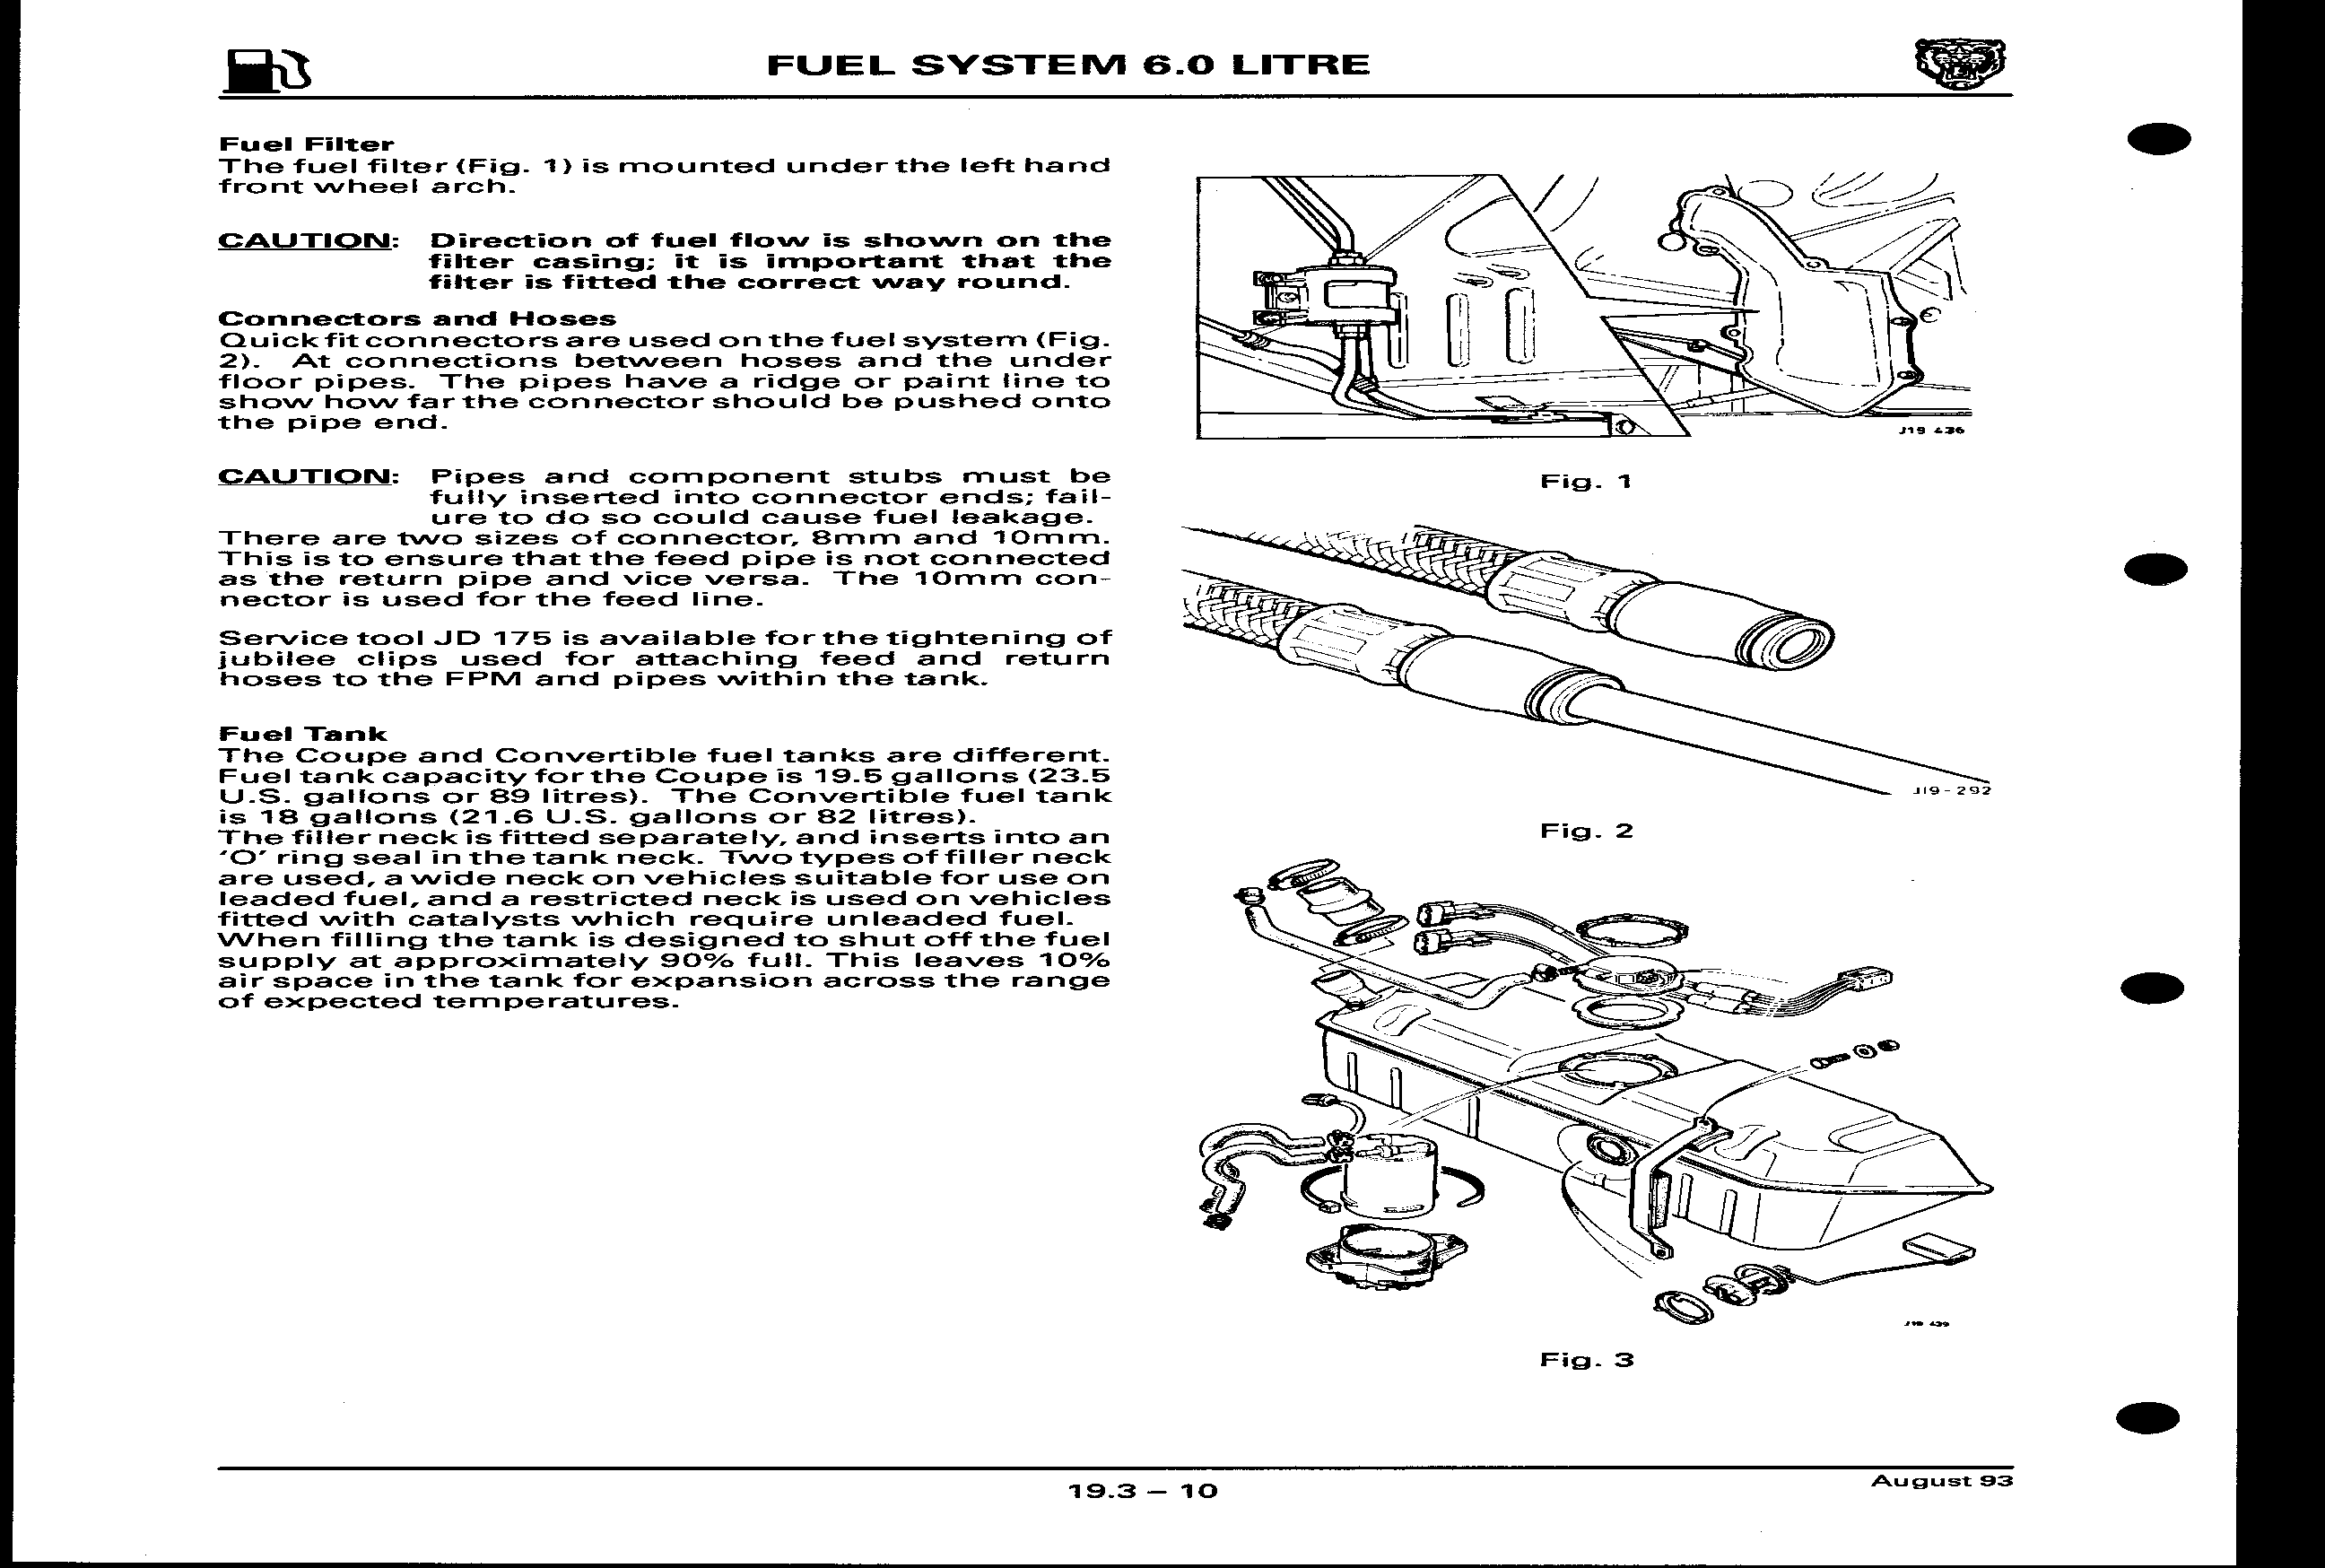 FUEL SYSTEM 6.0 LITRE
Fuel Filter
The fuel filter (Fig. 1) is mounted under the left hand
front wheel arch.
CAUTION: Direction of fuel flow is shown on the
filter casing; it is important that the
filter is fitted the correct way round.
Connectors and Hoses
Quick fit connectors are used on the fuel system (Fig.
2). At connections between hoses and the under
floor pipes. The pipes have a ridge or paint line to
show how far the connector should be pushed onto
the pipe end.
CAUTION: Pipes and component stubs must be
fully inserted into connector ends; fail-
ure to do so could cause fuel leakage.
There are two sizes of connector, 8mm and 10mm.
This is to ensure that the feed pipe is not connected
as the return pipe and vice versa. The 10mm con-
nector is used for the feed line.
Service tool JD 175 is available for the tightening of
jubilee clips used for attaching feed and return
hoses to the FPM and pipes within the tank.
Fuel Tank
The Coupe and Convertible fuel tanks are different.
Fuel tank capacity for the Coupe is 19.5 gallons (23.5
U.S. gallons or 89 litres). The Convertible fuel tank
is 18 gallons (21.6 U.S. gallons or 82 litres).
The filler neck is fitted separately, and inserts into an
'O' ring seal in the tank neck. Two types of filler neck
are used, a wide neck on vehicles suitable for use on
leaded fuel, and a restricted neck is used on vehicles
fitted with catalysts which require unleaded fuel.
When filling the tank is designed to shut off the fuel
supply at approximately 90% full. This leaves 10%
air space in the tank for expansion across the range
of expected temperatures.
J19 436
Fig. 1
J19-292
Fig. 2
J19 439
Fig. 3
19.3 – 10
August 93